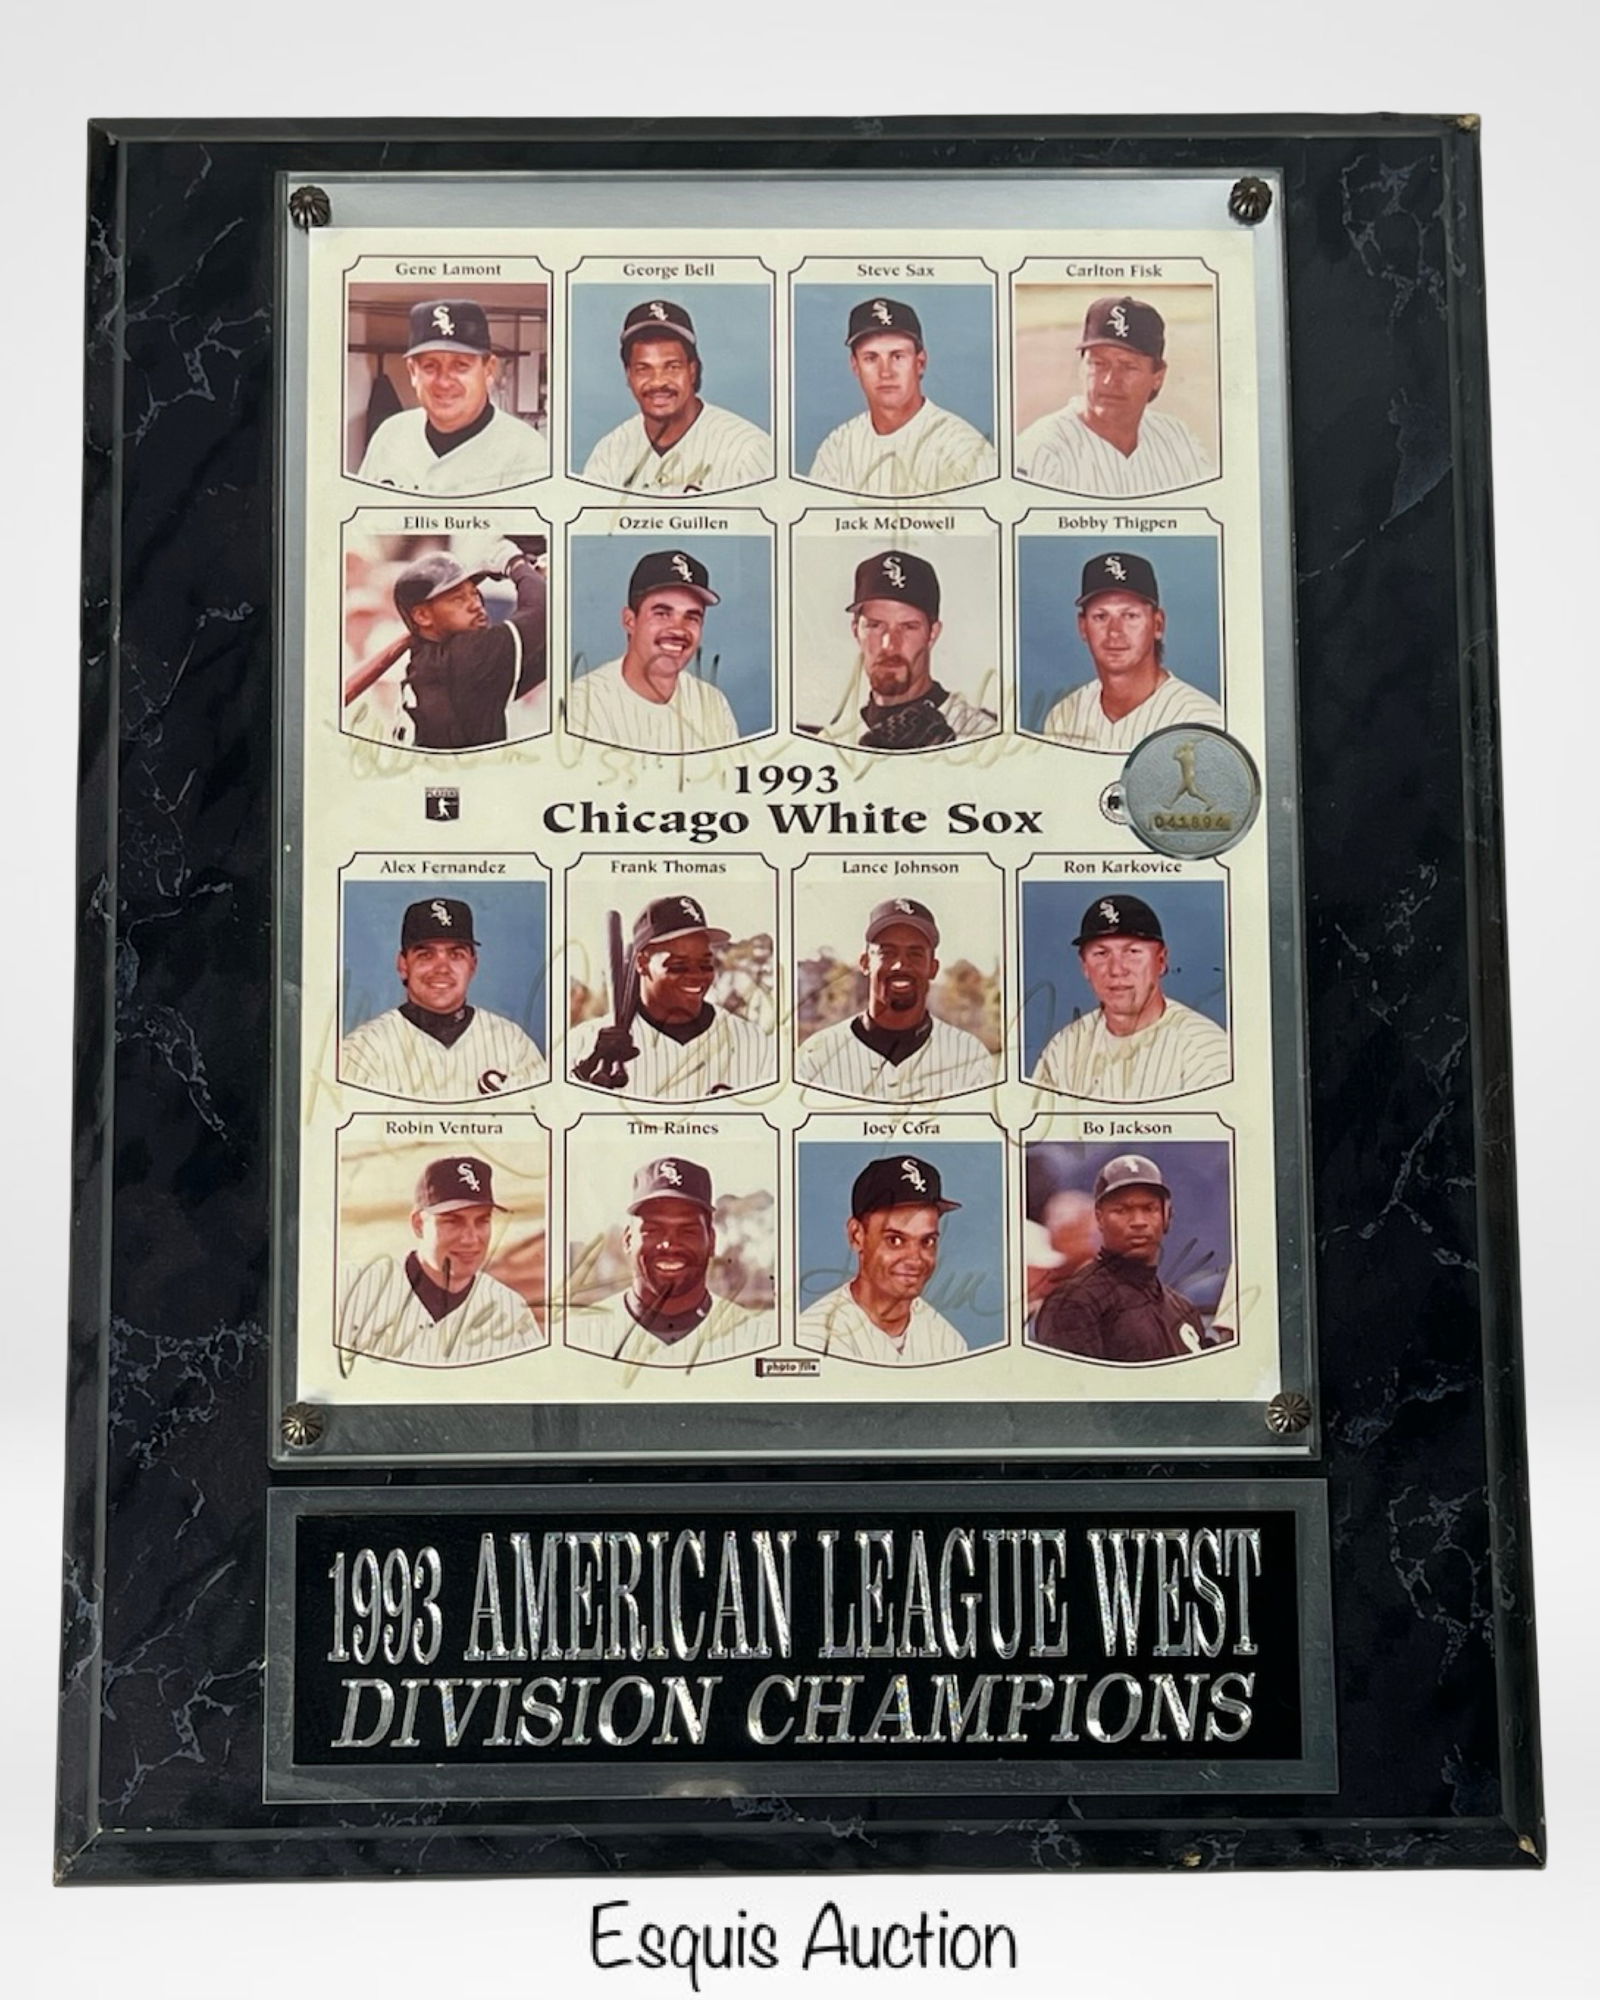 Gene Lamont
George Bell
Steve Sax
Carlton Fisk
Ellis Burks
Ozzie Guillen
Jack McDowell
Bobby Thigpen
1993
Chicago White Sox
041894
Alex Fernandez
Frank Thomas
Lance Johnson
Ron Karkovice
Robin Ventura
Tim Raines
Joey Cora
Bo Jackson
photo file
1993 AMERICAN LEAGUE WEST
DIVISION CHAMPIONS
Esquis Auction